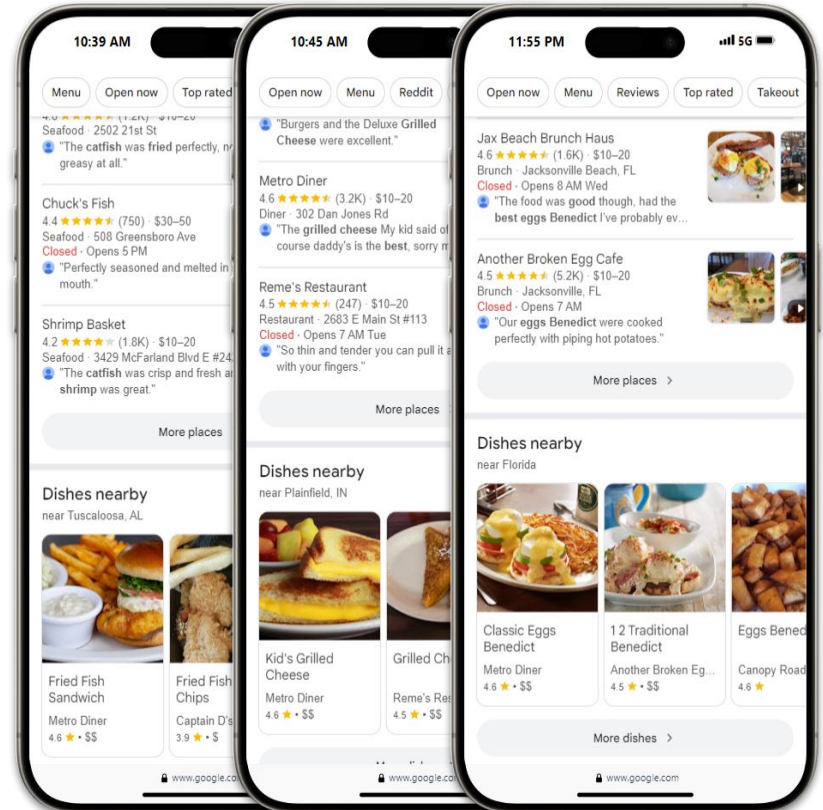 10:39 AM
Menu
Open now
Top rated
4.6 ★★★★★ (1.2K) · $10–20
Seafood · 2502 21st St
"The catfish was fried perfectly,
greasy at all."
Chuck's Fish
4.4 ★★★★★ (750) · $30–50
Seafood · 508 Greensboro Ave
Closed · Opens 5 PM
"Perfectly seasoned and melted in
mouth."
Shrimp Basket
4.2 ★★★★★ (1.8K) · $10–20
Seafood · 3429 McFarland Blvd E #24
"The catfish was crisp and fresh
shrimp was great."
More places
Dishes nearby
near Tuscaloosa, AL
Fried Fish
Sandwich
Metro Diner
4.6 ★ • $$
Fried Fish
Chips
Captain D's
3.9 ★ • $
www.google.co
10:45 AM
Open now
Menu
Reddit
"Burgers and the Deluxe Grilled
Cheese were excellent."
Metro Diner
4.6 ★★★★★ (3.2K) · $10–20
Diner · 302 Dan Jones Rd
"The grilled cheese My kid said of
course daddy's is the best, sorry
Reme's Restaurant
4.5 ★★★★★ (247) · $10–20
Restaurant · 2683 E Main St #113
Closed · Opens 7 AM Tue
"So thin and tender you can pull it
with your fingers."
More places
Dishes nearby
near Plainfield, IN
Kid's Grilled
Cheese
Metro Diner
4.6 ★ • $$
Grilled Ch
Reme's Res
4.5 ★ • $$
www.google.co
11:55 PM
5G
Open now
Menu
Reviews
Top rated
Takeout
Jax Beach Brunch Haus
4.6 ★★★★★ (1.6K) · $10–20
Brunch · Jacksonville Beach, FL
Closed · Opens 8 AM Wed
"The food was good though, had the
best eggs Benedict I've probably ev…
Another Broken Egg Cafe
4.5 ★★★★★ (5.2K) · $10–20
Brunch · Jacksonville, FL
Closed · Opens 7 AM
"Our eggs Benedict were cooked
perfectly with piping hot potatoes."
More places >
Dishes nearby
near Florida
Classic Eggs
Benedict
Metro Diner
4.6 ★ • $$
1 2 Traditional
Benedict
Another Broken Eg...
4.5 ★ • $$
Eggs Bened
Canopy Road
4.6 ★
More dishes >
www.google.com